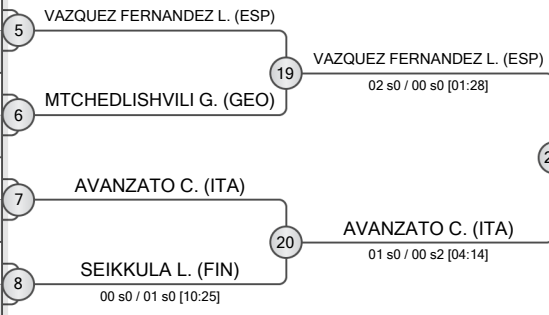 5
VAZQUEZ FERNANDEZ L. (ESP)
19
VAZQUEZ FERNANDEZ L. (ESP)
02 s0 / 00 s0 [01:28]
6
MTCHEDLISHVILI G. (GEO)
7
AVANZATO C. (ITA)
20
AVANZATO C. (ITA)
01 s0 / 00 s2 [04:14]
8
SEIKKULA L. (FIN)
00 s0 / 01 s0 [10:25]